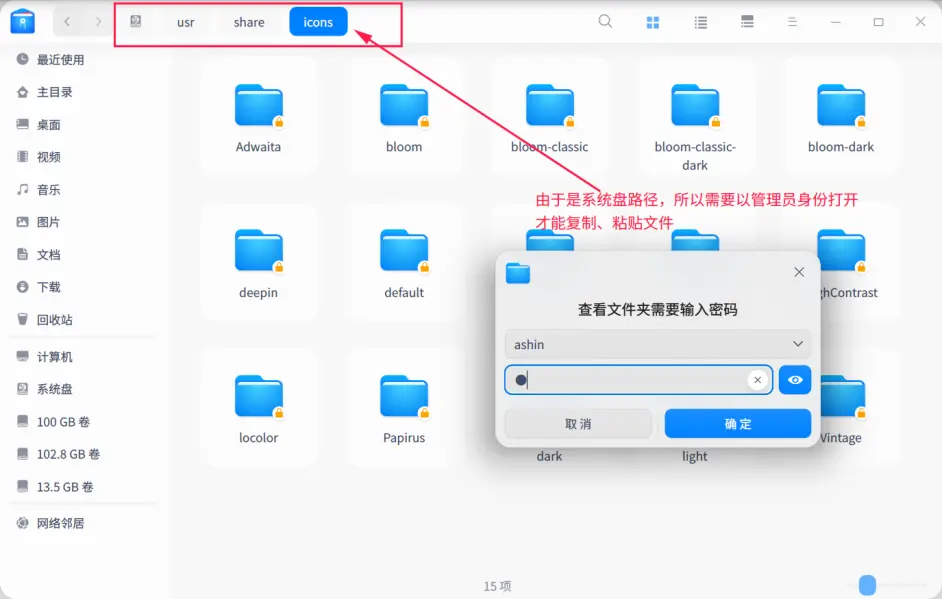 usr share icons
最近使用
主目录
桌面
视频
音乐
图片
文档
下载
回收站
计算机
系统盘
100 GB 卷
102.8 GB 卷
13.5 GB 卷
网络邻居
Adwaita
bloom
bloom-classic
bloom-classic-
dark
bloom-dark
由于是系统盘路径，所以需要以管理员身份打开
才能复制、粘贴文件
deepin
default
ghContrast
locolor
Papirus
dark
light
Vintage
查看文件夹需要输入密码
ashin
取消
确定
15 项